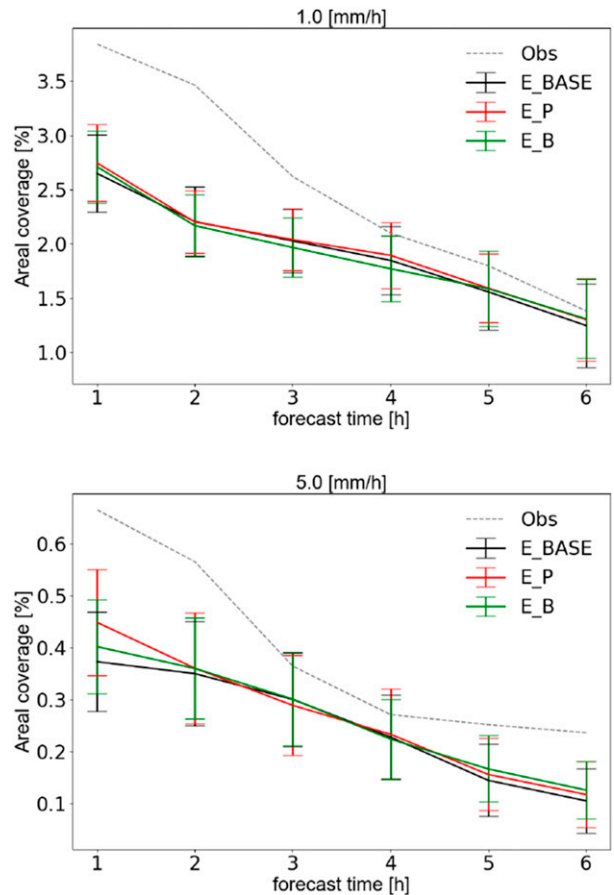 1.0 [mm/h]
Areal coverage [%]
3.5
3.0
2.5
2.0
1.5
1.0
Obs
E_BASE
E_P
E_B
1 2 3 4 5 6
forecast time [h]
5.0 [mm/h]
Areal coverage [%]
0.6
0.5
0.4
0.3
0.2
0.1
Obs
E_BASE
E_P
E_B
1 2 3 4 5 6
forecast time [h]